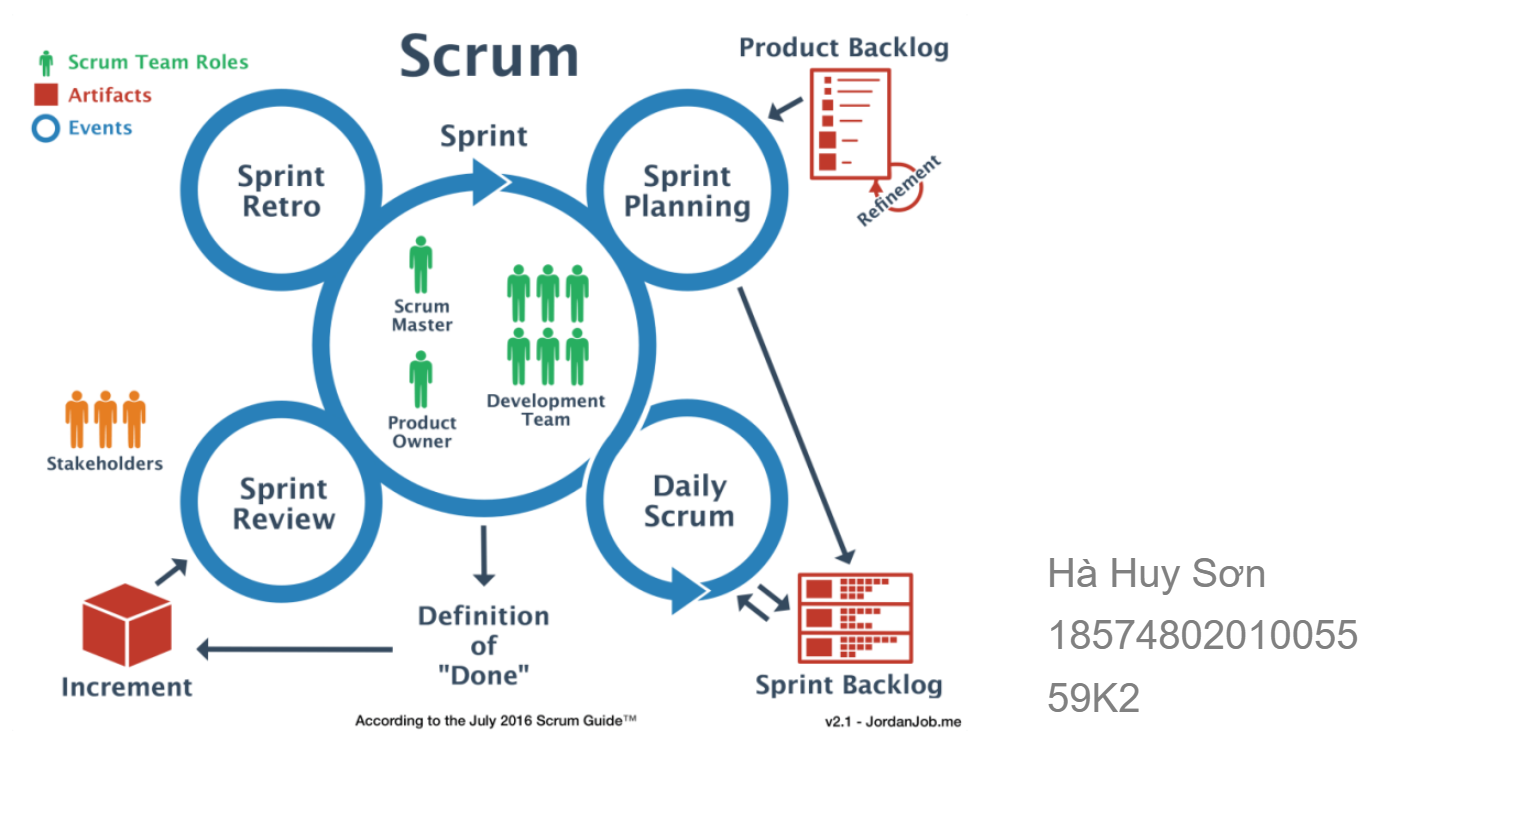 Scrum
Scrum Team Roles
Artifacts
Events
Product Backlog
Refinement
Sprint
Sprint
Retro
Sprint
Planning
Scrum
Master
Product
Owner
Development
Team
Stakeholders
Sprint
Review
Daily
Scrum
Increment
Definition
of
"Done"
Sprint Backlog
According to the July 2016 Scrum Guide™
v2.1 - JordanJob.me
Hà Huy Sơn
18574802010055
59K2